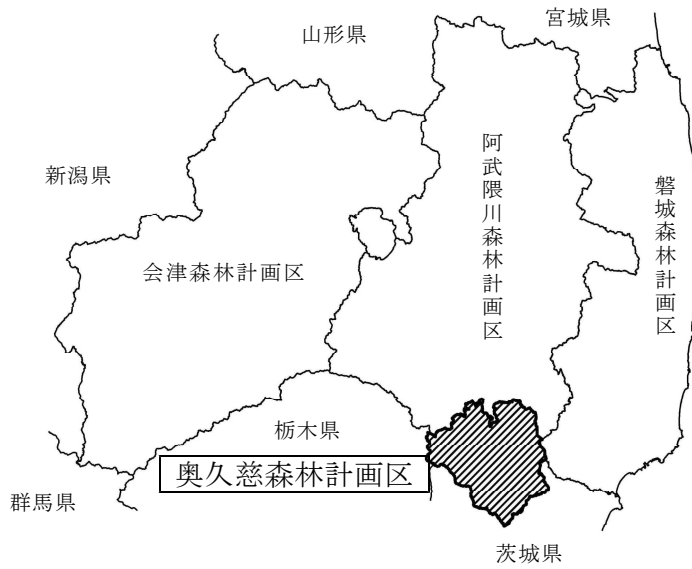 宮城県
山形県
新潟県
阿武隈川森林計画区
磐城森林計画区
会津森林計画区
栃木県
奥久慈森林計画区
群馬県
茨城県